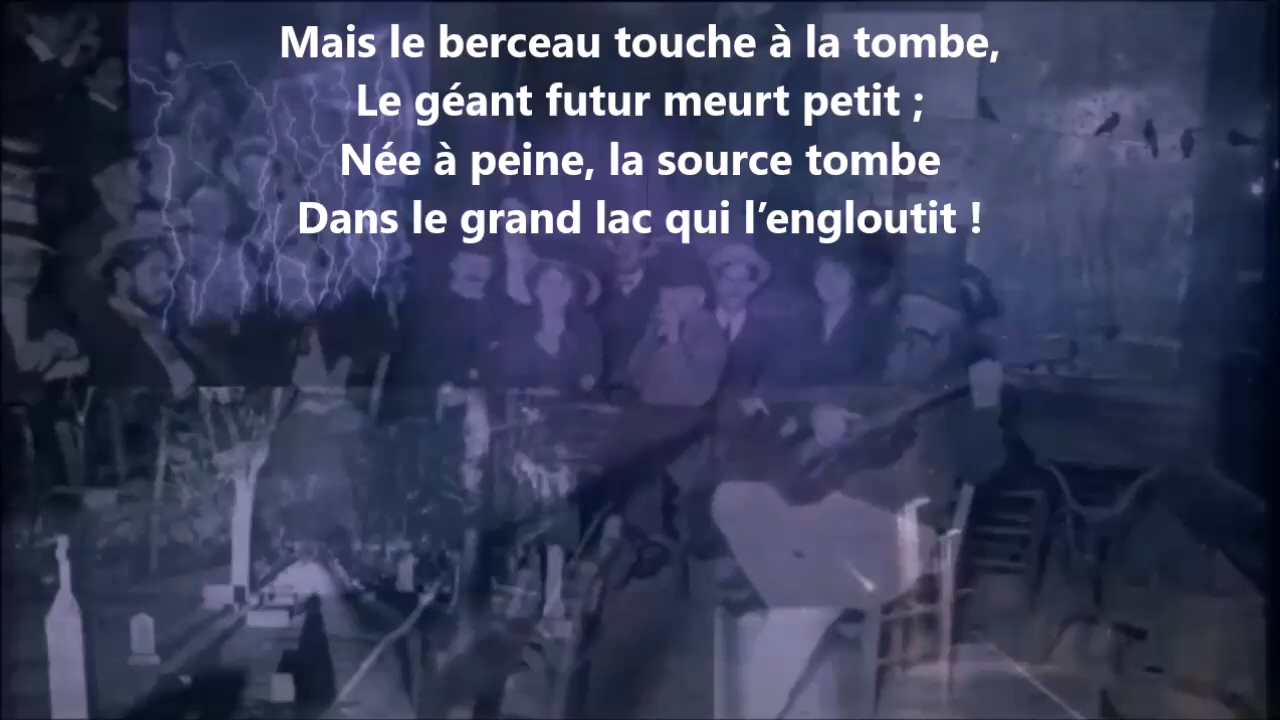 Mais le berceau touche à la tombe,
Le géant futur meurt petit ;
Née à peine, la source tombe
Dans le grand lac qui l’engloutit !